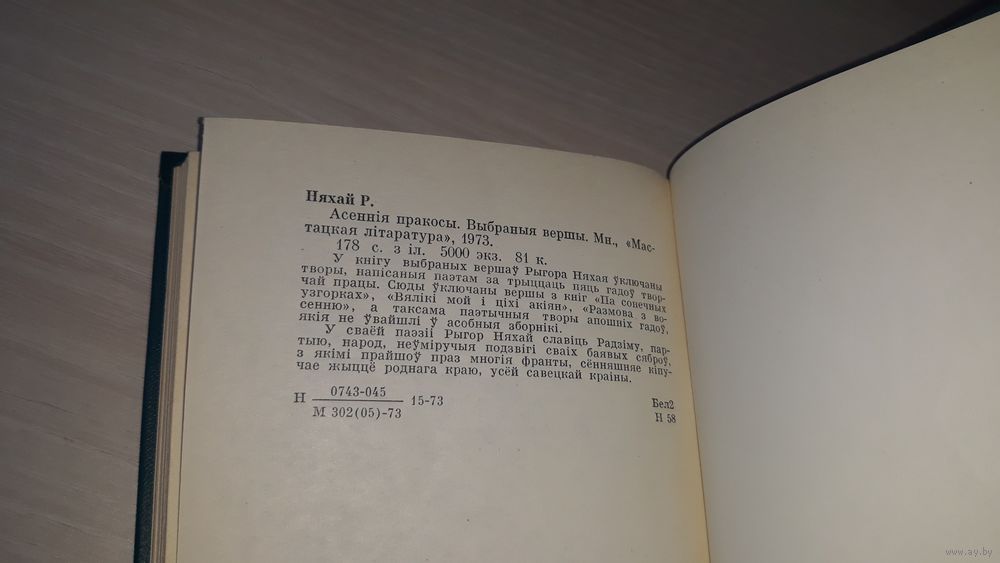 Няхай Р.
Асеннія пракосы. Выбраныя вершы. Мн., «Мас-
тацкая літаратура», 1973.
178 с. з іл. 5000 экз. 81 к.
У кнігу выбраных вершаў Рыгора Няхая ўключаны
творы, напісаныя паэтам за трыццаць пяць гадоў твор-
чай працы. Сюды ўключаны вершы з кніг «Па сонечных
узгорках», «Вялікі мой і ціхі акіян», «Размова з во-
сенню», а таксама паэтычныя творы апошніх гадоў,
якія не ўвайшлі ў асобныя зборнікі.
У сваёй паэзіі Рыгор Няхай славіць Радзіму, пар-
тыю, народ, неўміручыя подзвігі сваіх баявых сяброў,
з якімі прайшоў праз многія франты, сённяшняе кіпу-
чае жыццё роднага краю, усёй савецкай краіны.
Н 0743-045 15-73
М 302(05)-73
Бел2
Н 58
www.ay.by